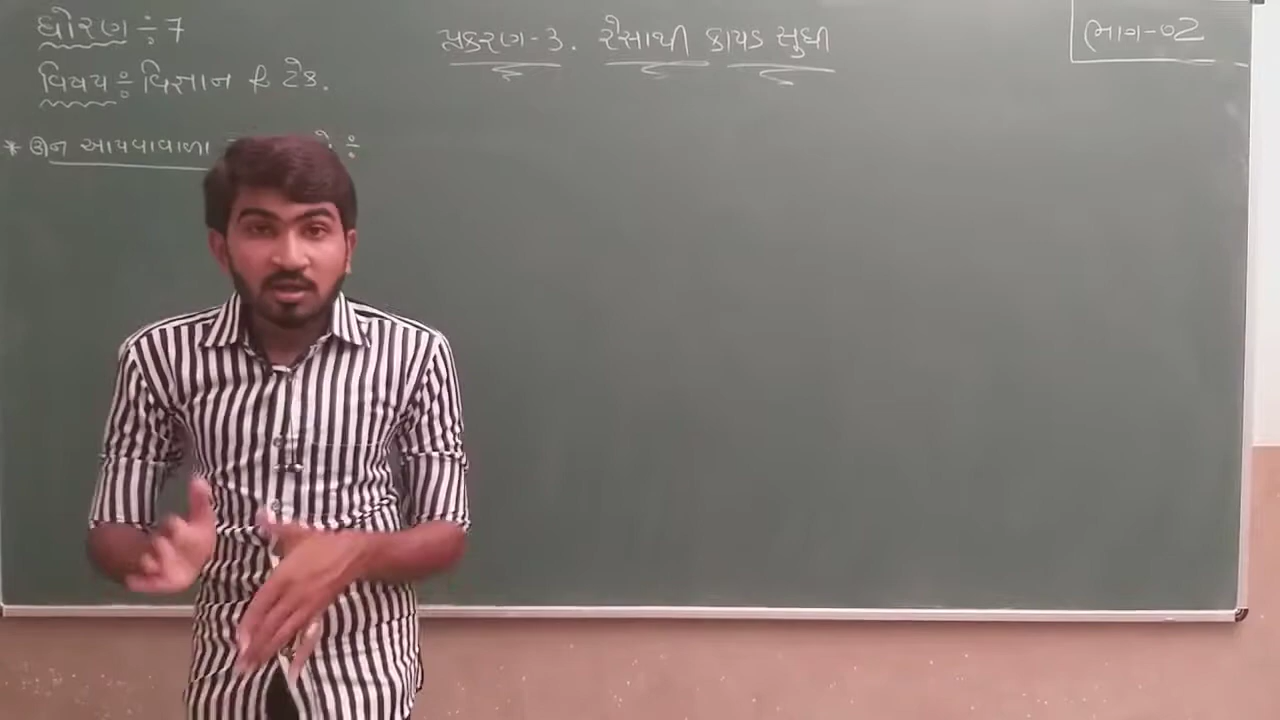 ધોરણ ÷ 7
પ્રકરણ-3. રેસાથી કાપડ સુધી
ભાગ-02
વિષય ÷ વિજ્ઞાન & ટેક.
* ઊન આપવાવાળા